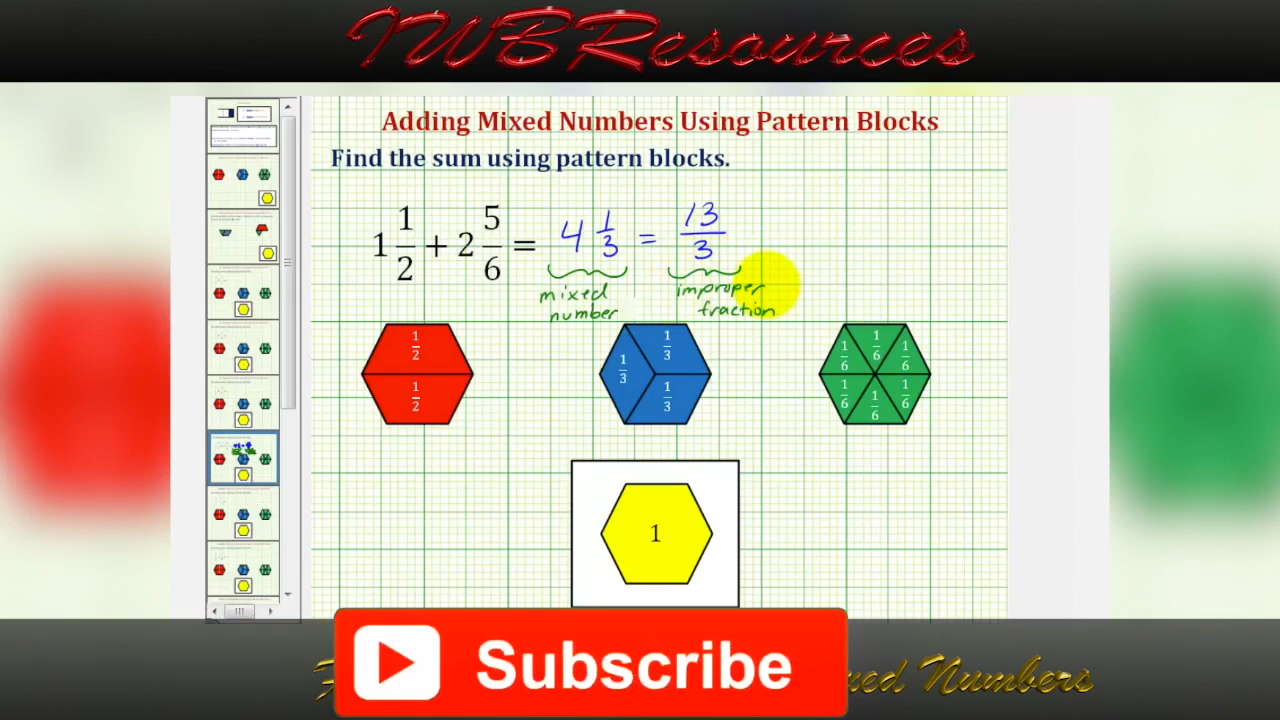 IWBResources
Adding Mixed Numbers Using Pattern Blocks
Find the sum using pattern blocks.
1 1/2 + 2 5/6 = 4 1/3 = 13/3
mixed number
improper fraction
1/2
1/2
1/3
1/3
1/3
1/6
1/6
1/6
1/6
1/6
1/6
1
Subscribe
Numbers